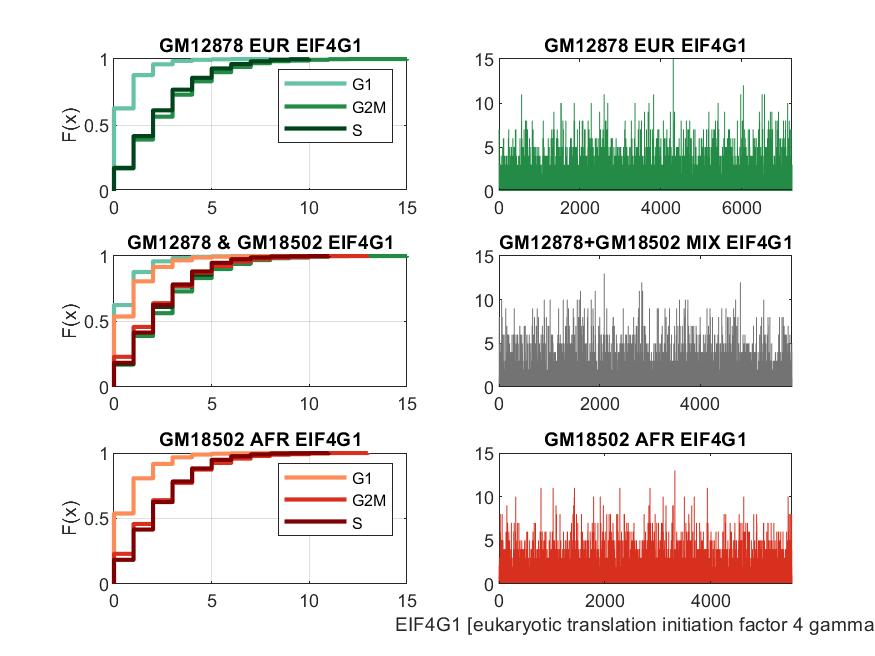 GM12878 EUR EIF4G1
F(x)
1
0.5
0
0 5 10 15
G1
G2M
S
GM12878 EUR EIF4G1
15
10
5
0
0 2000 4000 6000
GM12878 & GM18502 EIF4G1
F(x)
1
0.5
0
0 5 10 15
GM12878+GM18502 MIX EIF4G1
15
10
5
0
0 2000 4000
GM18502 AFR EIF4G1
F(x)
1
0.5
0
0 5 10 15
G1
G2M
S
GM18502 AFR EIF4G1
15
10
5
0
0 2000 4000
EIF4G1 [eukaryotic translation initiation factor 4 gamma